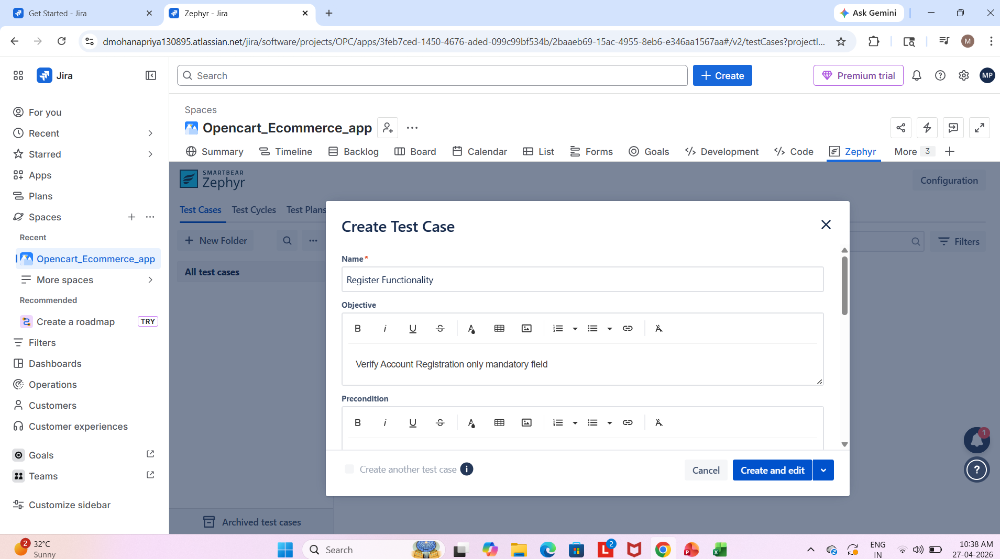 Get Started - Jira
Zephyr - Jira
Ask Gemini
dmohanapriya130895.atlassian.net/jira/software/projects/OPC/apps/3feb7ced-1450-4676-aded-099c99bf534b/2baaeb69-15ac-4955-8eb6-e346aa1567aa#/v2/testCases?projectI...
M
Jira
Search
Create
Premium trial
MP
For you
Recent
Starred
Apps
Plans
Spaces
Recent
Opencart_Ecommerce_app
More spaces
Recommended
Create a roadmap
TRY
Filters
Dashboards
Operations
Customers
Customer experiences
Goals
Teams
Customize sidebar
Spaces
Opencart_Ecommerce_app
Summary
Timeline
Backlog
Board
Calendar
List
Forms
Goals
Development
Code
Zephyr
More 3
SMARTBEAR
Zephyr
Configuration
Test Cases
Test Cycles
Test Plans
New Folder
Filters
All test cases
Archived test cases
Create Test Case
Name*
Register Functionality
Objective
B i U S
Verify Account Registration only mandatory field
Precondition
B i U S
Create another test case
Cancel
Create and edit
1
?
2
32°C
Sunny
Search
2
ENG
IN
10:38 AM
27-04-2026